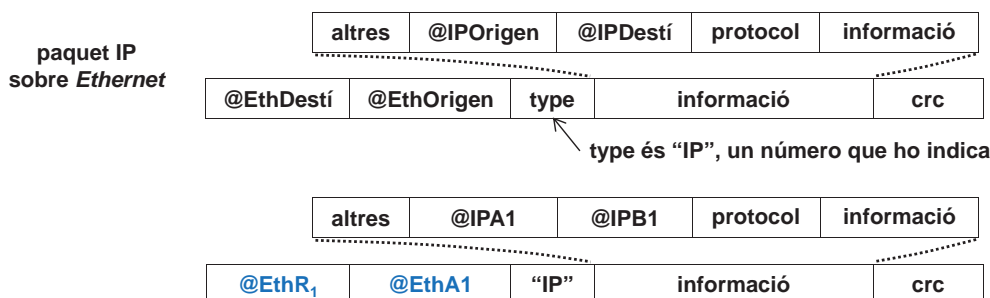 altres @IPOrigen @IPDestí protocol informació
paquet IP
sobre Ethernet
@EthDestí @EthOrigen type informació crc
type és “IP”, un número que ho indica
altres @IPA1 @IPB1 protocol informació
@EthR1 @EthA1 “IP” informació crc